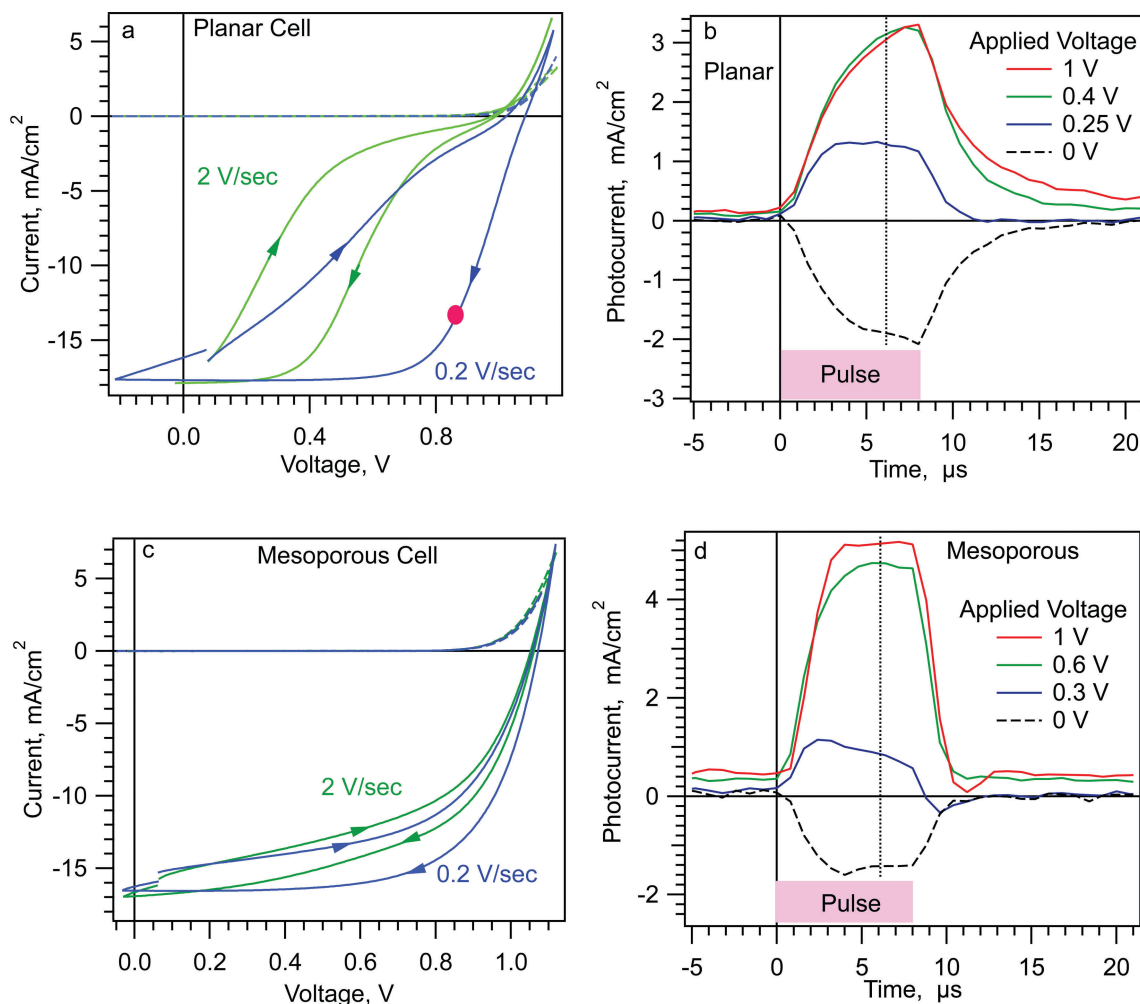 a
Planar Cell
5
0
-5
-10
-15
Current, mA/cm²
2 V/sec
0.2 V/sec
0.0
0.4
0.8
Voltage, V
b
Planar
Applied Voltage
1 V
0.4 V
0.25 V
0 V
3
2
1
0
-1
-2
-3
Photocurrent, mA/cm²
Pulse
-5
0
5
10
15
20
Time, µs
c
Mesoporous Cell
5
0
-5
-10
-15
Current, mA/cm²
2 V/sec
0.2 V/sec
0.0
0.2
0.4
0.6
0.8
1.0
Voltage, V
d
Mesoporous
Applied Voltage
1 V
0.6 V
0.3 V
0 V
4
2
0
-2
Photocurrent, mA/cm²
Pulse
-5
0
5
10
15
20
Time, µs